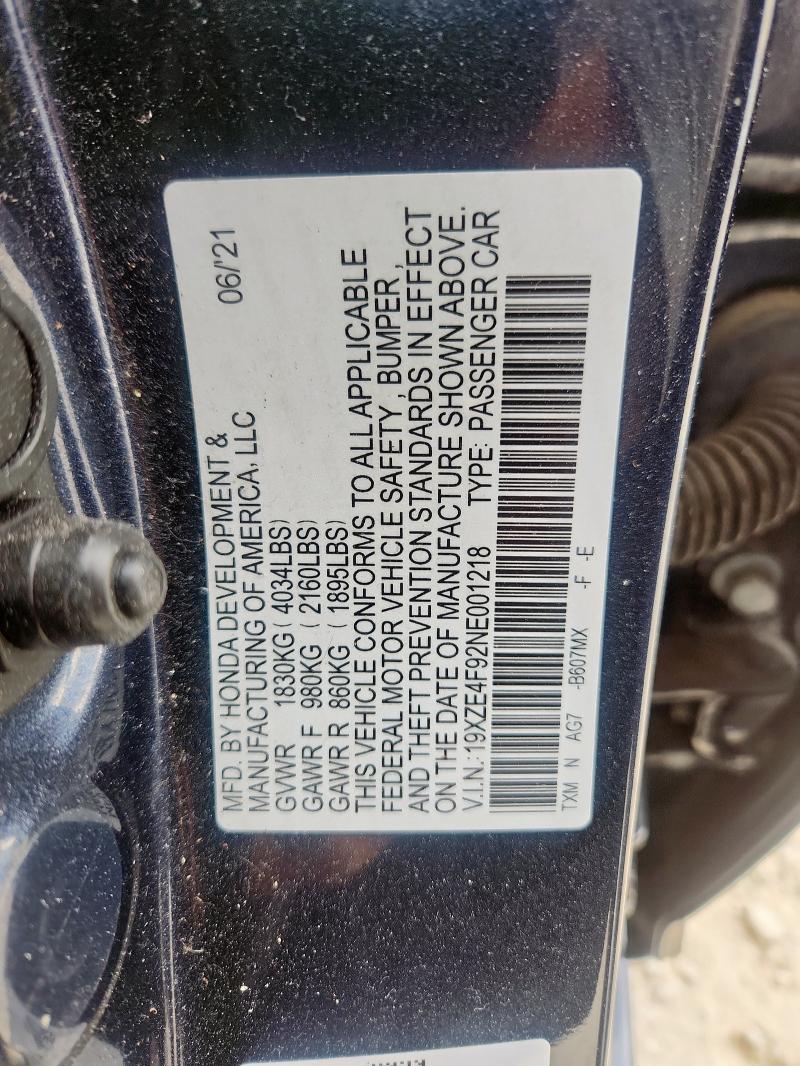 MFD. BY HONDA DEVELOPMENT & 06/'21
MANUFACTURING OF AMERICA, LLC
GVWR 1830KG ( 4034LBS)
GAWR F 980KG ( 2160LBS)
GAWR R 860KG ( 1895LBS)
THIS VEHICLE CONFORMS TO ALL APPLICABLE
FEDERAL MOTOR VEHICLE SAFETY , BUMPER ,
AND THEFT PREVENTION STANDARDS IN EFFECT
ON THE DATE OF MANUFACTURE SHOWN ABOVE.
V.I.N.:19XZE4F92NE001218 TYPE: PASSENGER CAR
TXM N AG7 -B607MX -F -E